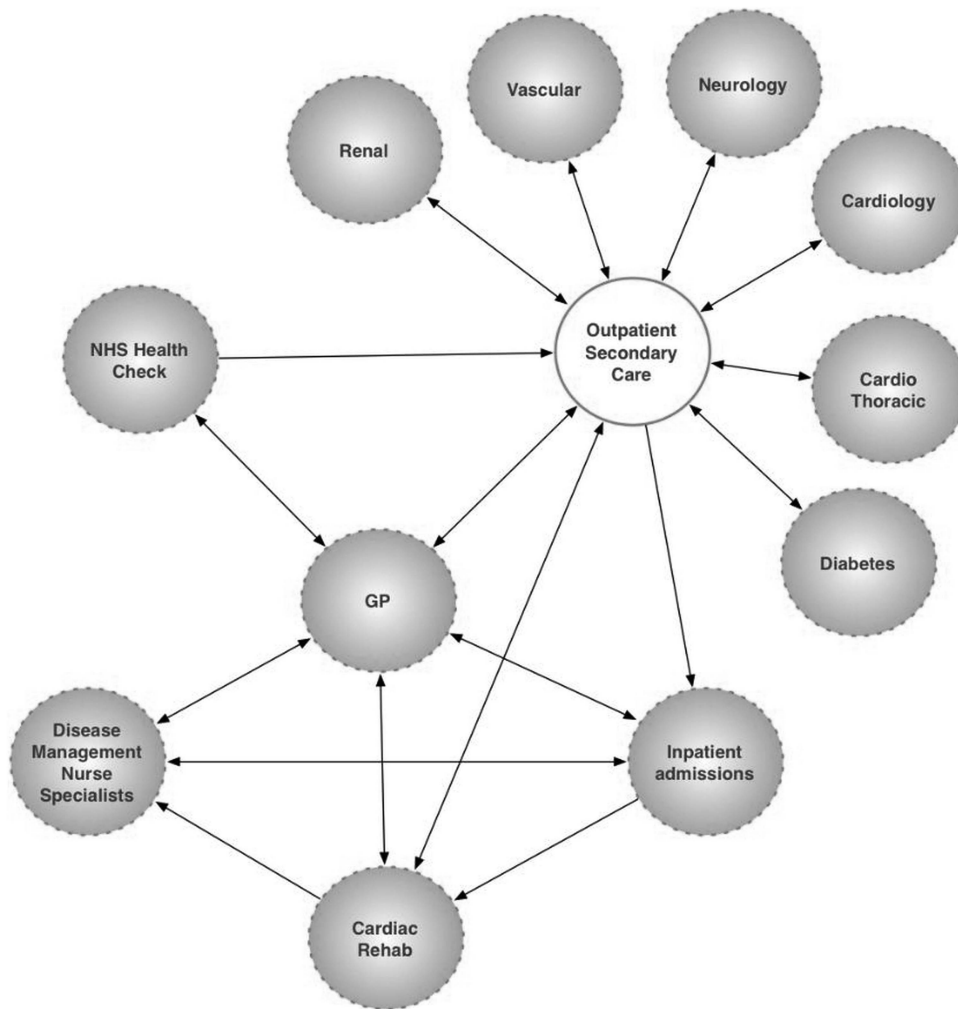 Vascular
Neurology
Renal
Cardiology
Outpatient
Secondary
Care
NHS Health
Check
Cardio
Thoracic
Diabetes
GP
Disease
Management
Nurse
Specialists
Inpatient
admissions
Cardiac
Rehab